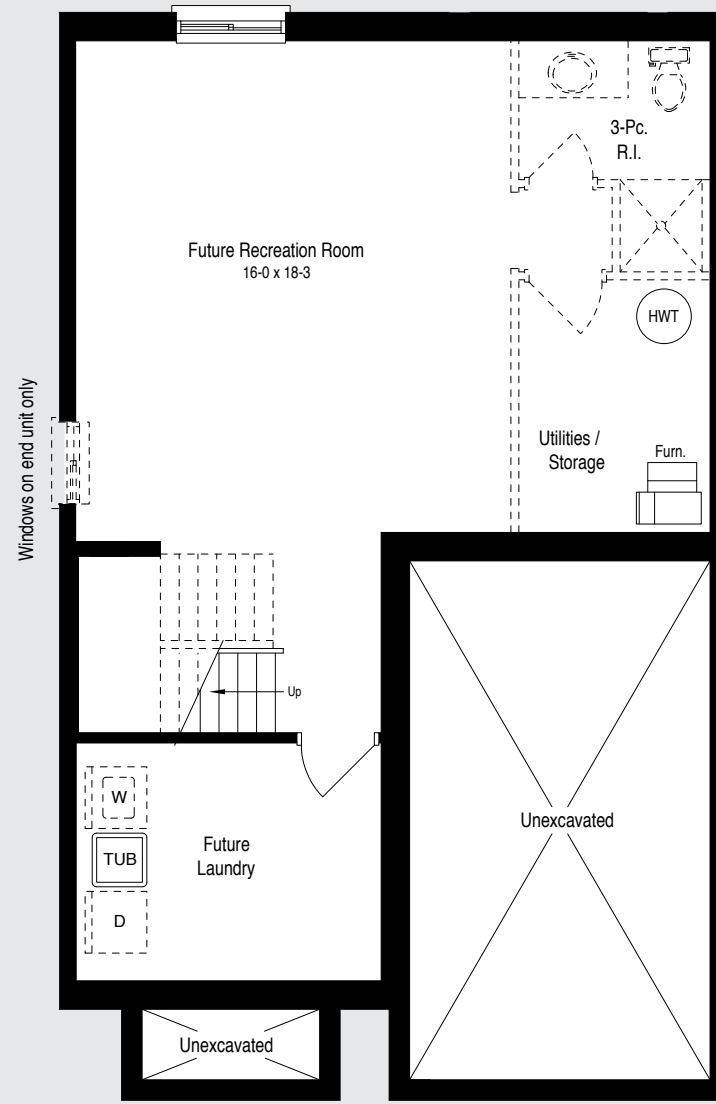 3-Pc.
R.I.
Future Recreation Room
16-0 x 18-3
HWT
Windows on end unit only
Utilities /
Storage
Furn.
Up
W
TUB
D
Future
Laundry
Unexcavated
Unexcavated